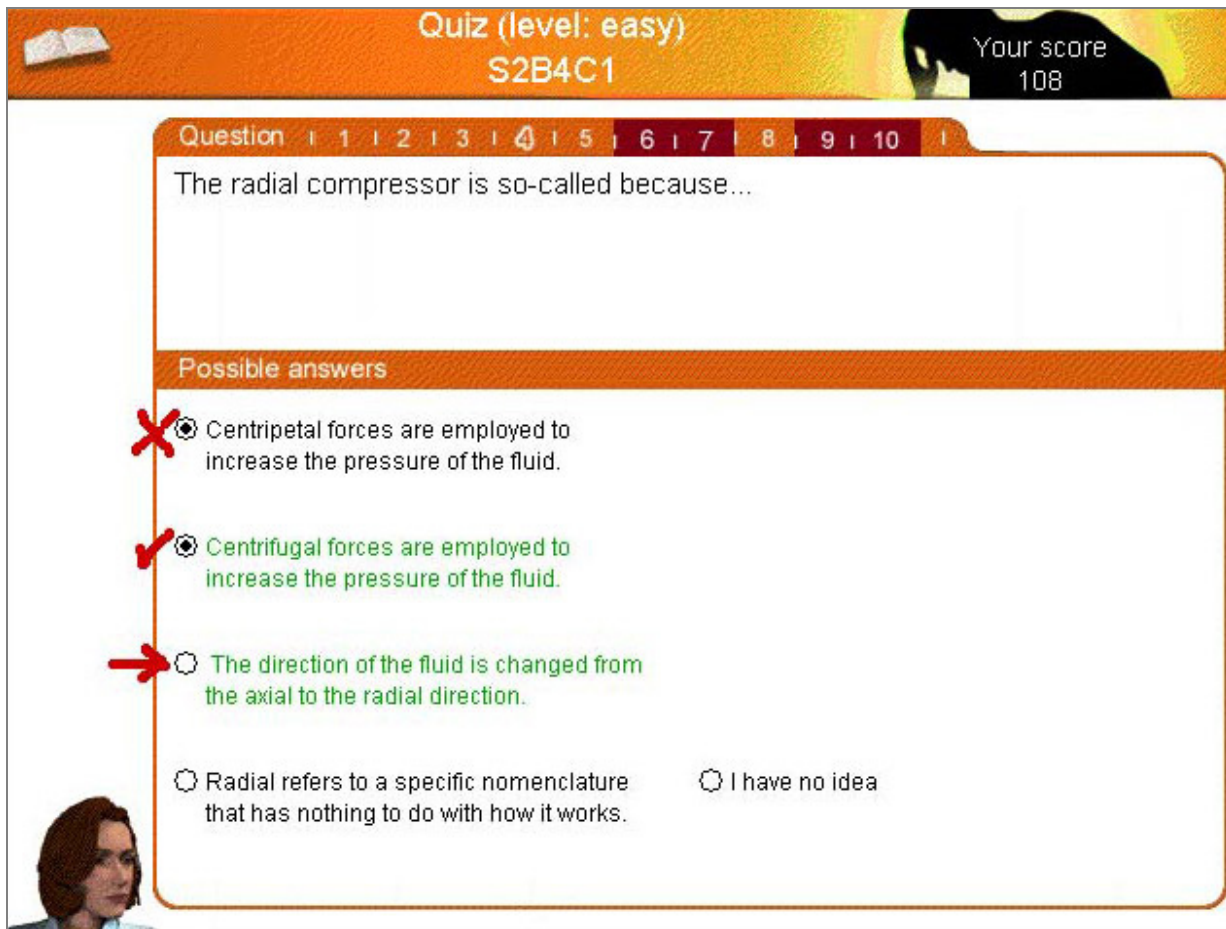 Quiz (level: easy)
S2B4C1
Your score
108
Question 1 2 3 4 5 6 7 8 9 10
The radial compressor is so-called because...
Possible answers
Centripetal forces are employed to
increase the pressure of the fluid.
Centrifugal forces are employed to
increase the pressure of the fluid.
The direction of the fluid is changed from
the axial to the radial direction.
Radial refers to a specific nomenclature
that has nothing to do with how it works.
I have no idea